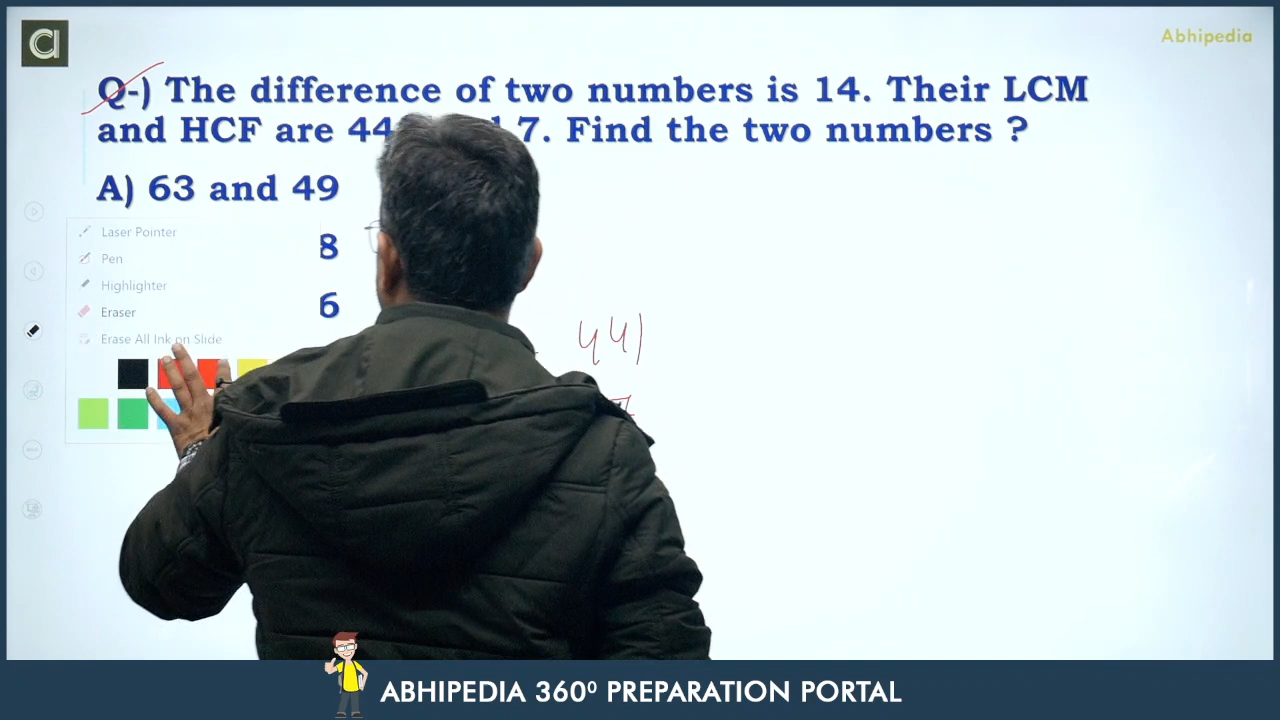 Abhipedia
Q-) The difference of two numbers is 14. Their LCM
and HCF are 44 7. Find the two numbers ?
A) 63 and 49
Laser Pointer
8
Pen
Highlighter
6
Eraser
Erase All Ink on Slide
441
7
ABHIPEDIA 360⁰ PREPARATION PORTAL